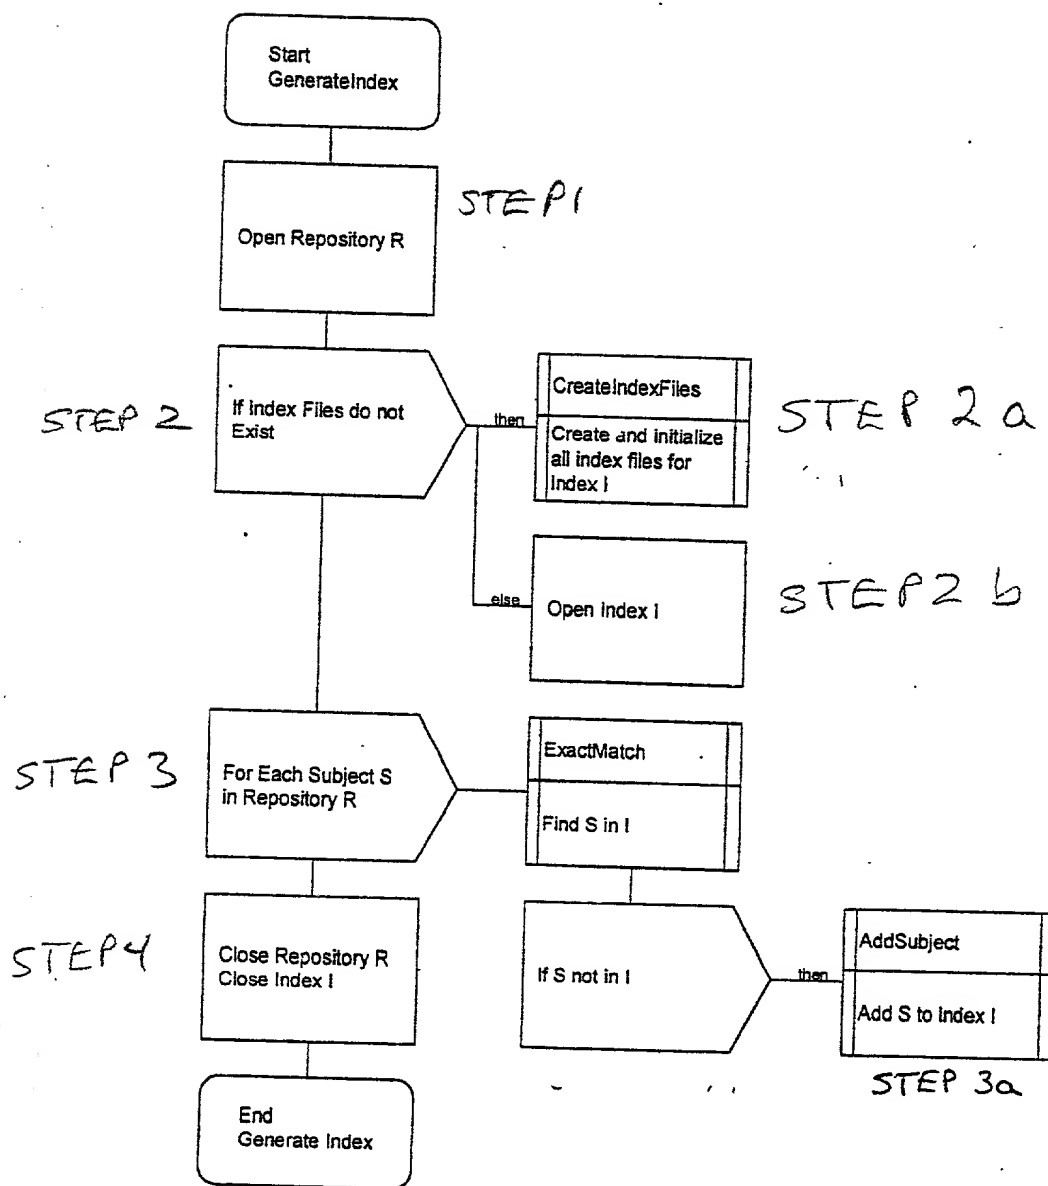 Start
GenerateIndex
Open Repository R
STEP1
STEP 2
If Index Files do not
Exist
then
CreateIndexFiles
Create and initialize
all index files for
Index I
STEP 2a
else
Open Index I
STEP2 b
STEP 3
For Each Subject S
in Repository R
ExactMatch
Find S in I
STEP4
Close Repository R
Close Index I
If S not in I
then
AddSubject
Add S to Index I
STEP 3a
End
Generate Index